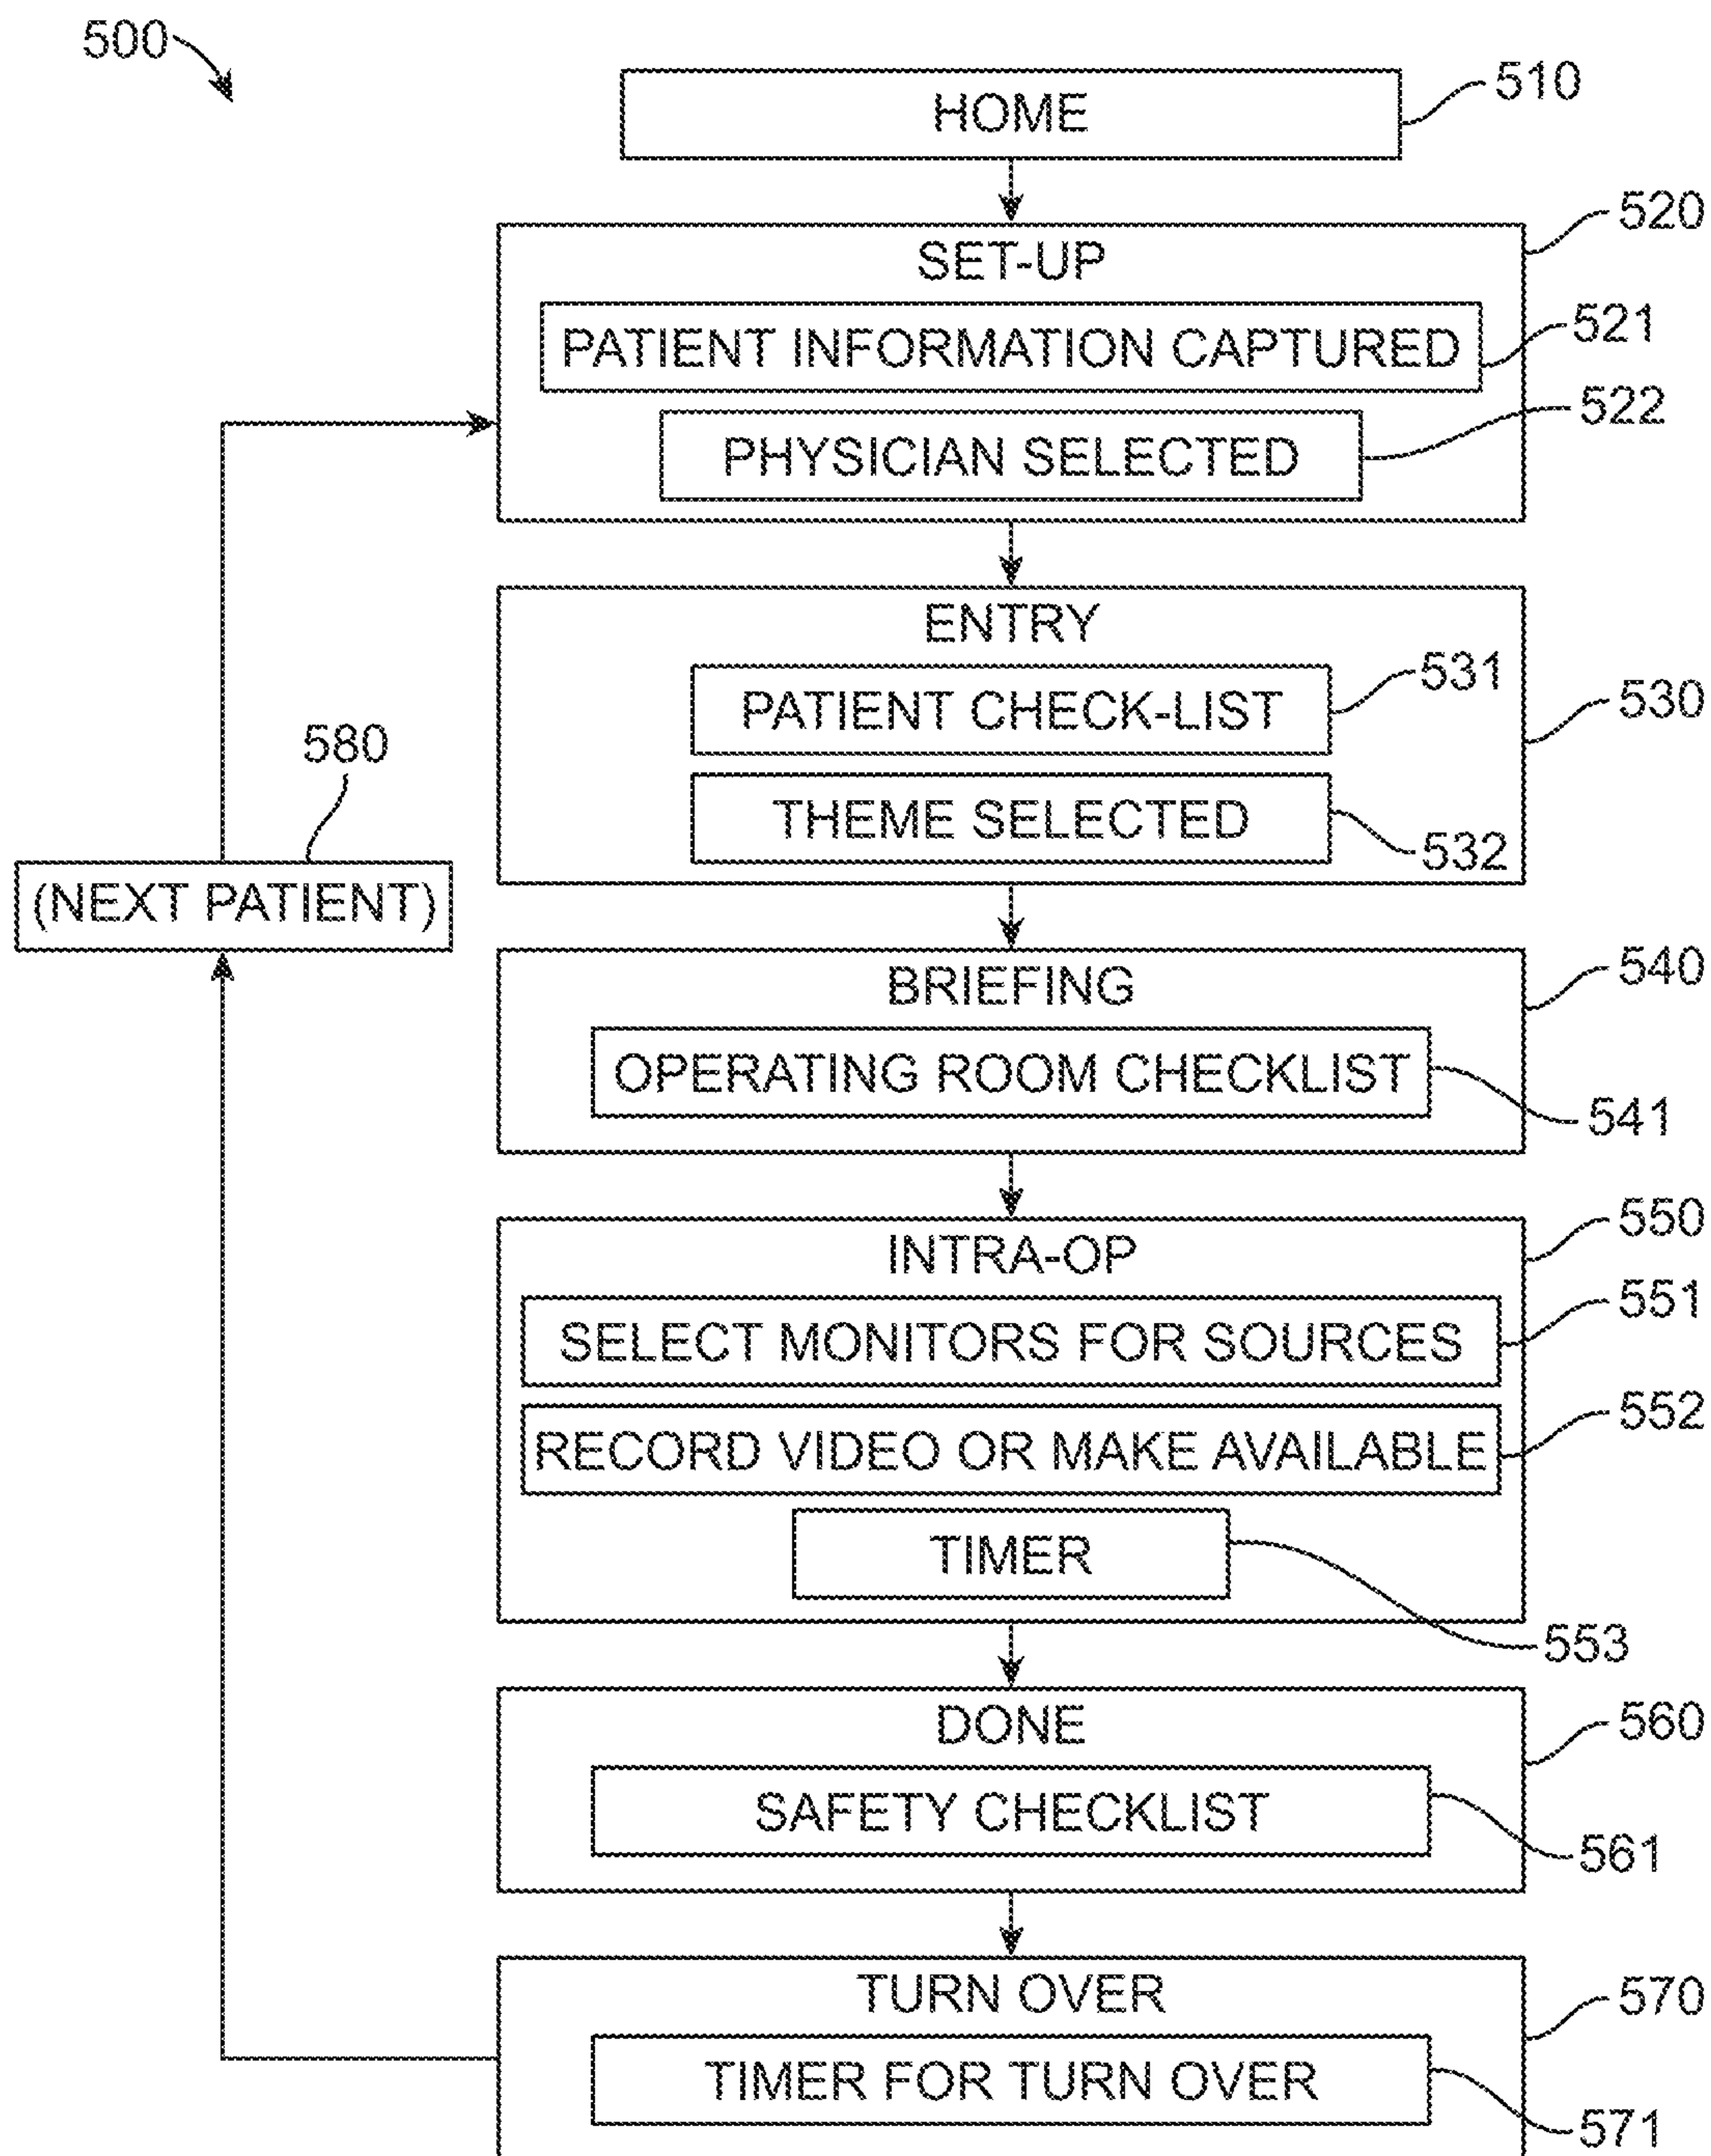 500
HOME
510
SET-UP
520
PATIENT INFORMATION CAPTURED
521
PHYSICIAN SELECTED
522
ENTRY
530
PATIENT CHECK-LIST
531
THEME SELECTED
532
580
(NEXT PATIENT)
BRIEFING
540
OPERATING ROOM CHECKLIST
541
INTRA-OP
550
SELECT MONITORS FOR SOURCES
551
RECORD VIDEO OR MAKE AVAILABLE
552
TIMER
553
DONE
560
SAFETY CHECKLIST
561
TURN OVER
570
TIMER FOR TURN OVER
571